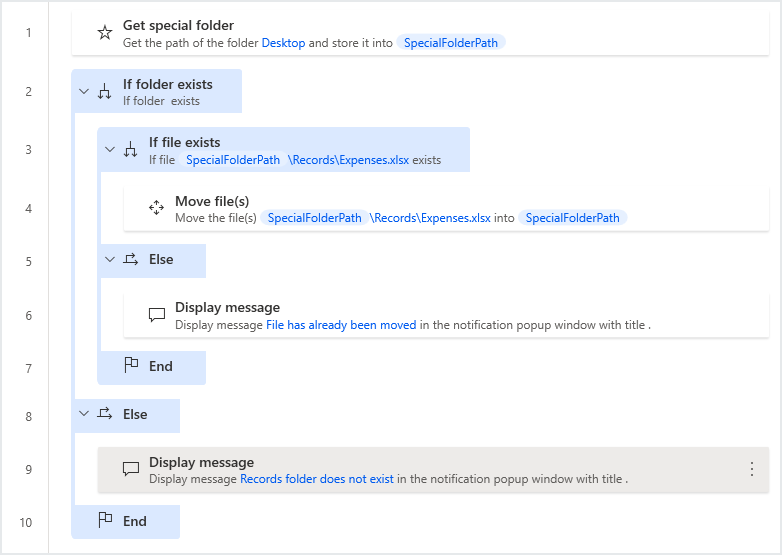 1
Get special folder
Get the path of the folder Desktop and store it into SpecialFolderPath
2
If folder exists
If folder exists
3
If file exists
If file SpecialFolderPath \Records\Expenses.xlsx exists
4
Move file(s)
Move the file(s) SpecialFolderPath \Records\Expenses.xlsx into SpecialFolderPath
5
Else
6
Display message
Display message File has already been moved in the notification popup window with title .
7
End
8
Else
9
Display message
Display message Records folder does not exist in the notification popup window with title .
10
End